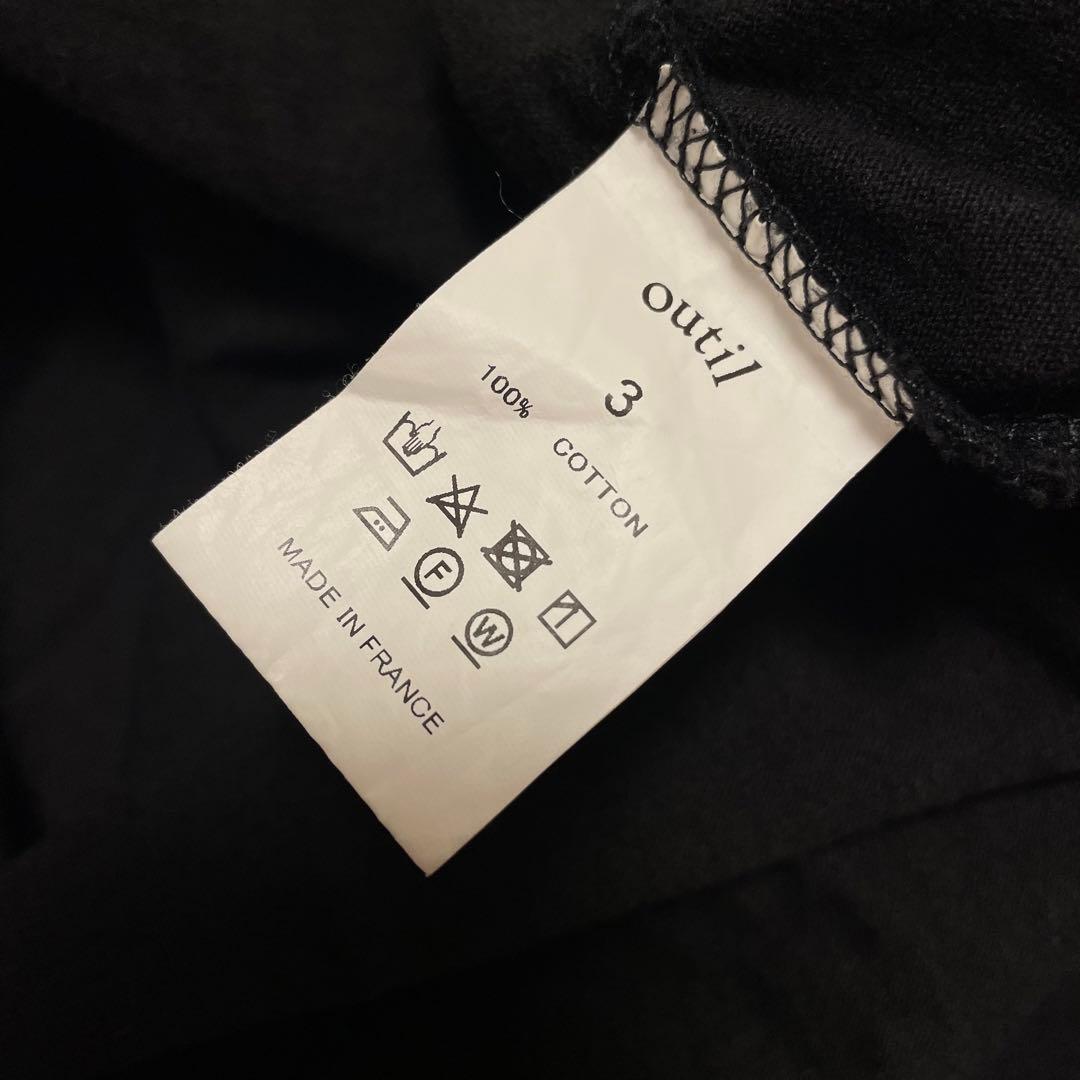 outil
3
100% COTTON
F W
MADE IN FRANCE